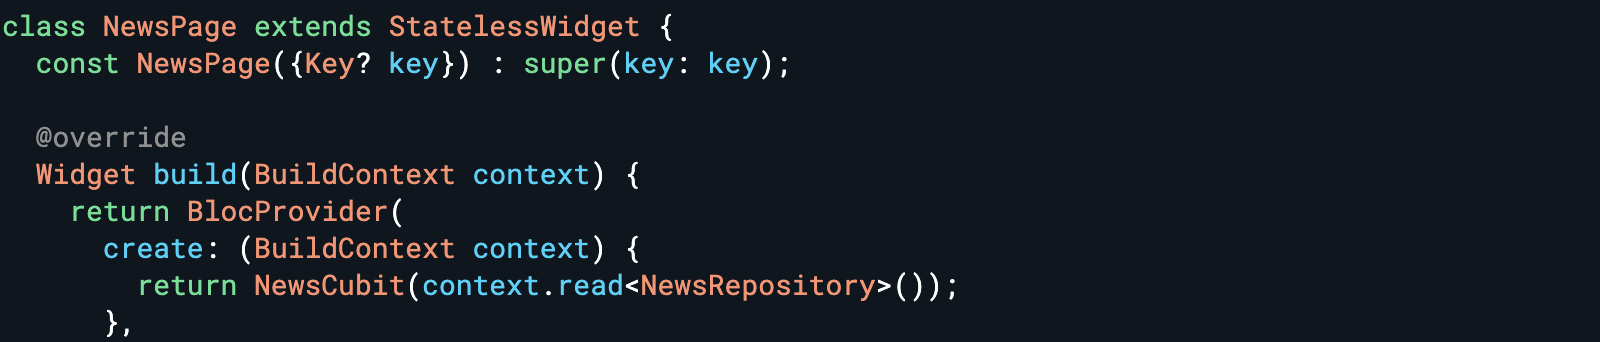 class NewsPage extends StatelessWidget {
  const NewsPage({Key? key}) : super(key: key);

  @override
  Widget build(BuildContext context) {
    return BlocProvider(
      create: (BuildContext context) {
        return NewsCubit(context.read<NewsRepository>());
      },